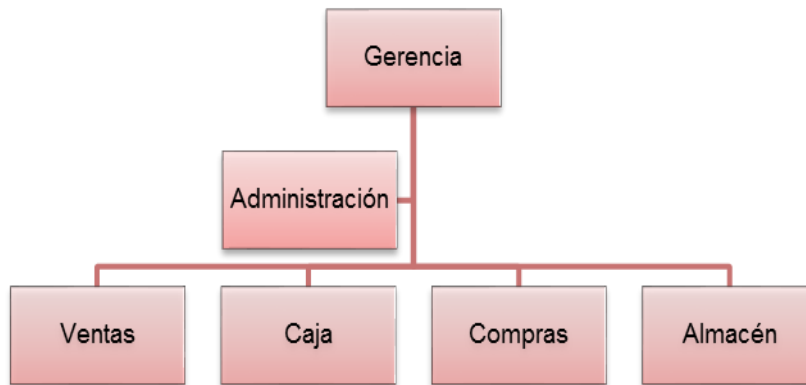 Gerencia
Administración
Ventas
Caja
Compras
Almacén